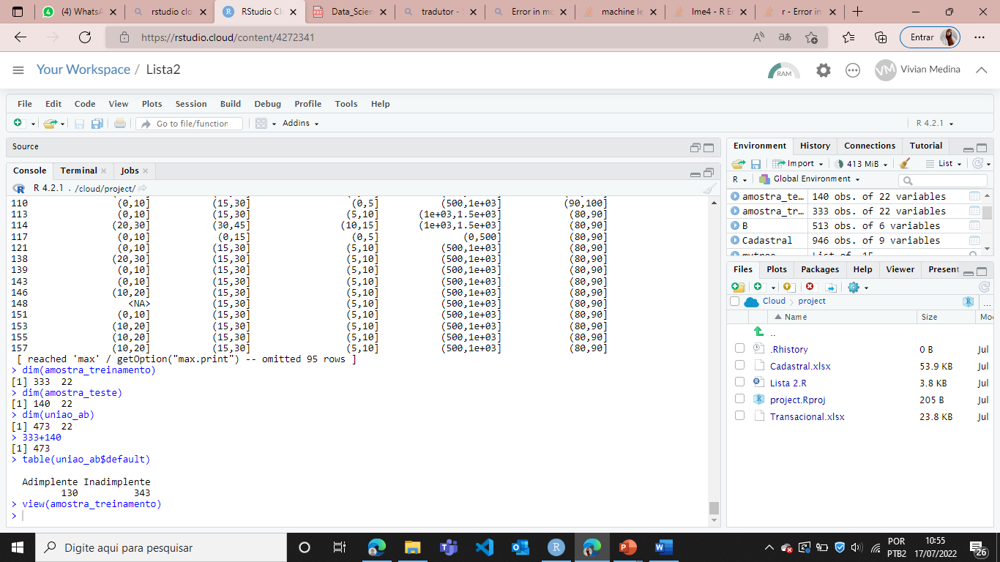 (4) WhatsA
rstudio clo
RStudio Cl
Data_Scien
tradutor -
Error in mo
machine le
lme4 - R E
r - Error in
https://rstudio.cloud/content/4272341
Entrar
Your Workspace / Lista2
RAM
VM
Vivian Medina
File Edit Code View Plots Session Build Debug Profile Tools Help
Go to file/function
Addins
R 4.2.1
Source
Console Terminal Jobs
R 4.2.1 . /cloud/project/
110 (0,10] (15,30] (0,5] (500,1e+03] (90,100]
113 (0,10] (15,30] (5,10] (1e+03,1.5e+03] (80,90]
114 (20,30] (30,45] (10,15] (1e+03,1.5e+03] (80,90]
117 (0,10] (0,15] (0,5] (0,500] (80,90]
121 (0,10] (15,30] (5,10] (500,1e+03] (80,90]
138 (20,30] (15,30] (5,10] (500,1e+03] (80,90]
139 (0,10] (15,30] (5,10] (500,1e+03] (80,90]
143 (0,10] (15,30] (5,10] (500,1e+03] (80,90]
146 (10,20] (15,30] (5,10] (500,1e+03] (80,90]
148 <NA> (15,30] (5,10] (500,1e+03] (80,90]
151 (0,10] (15,30] (5,10] (500,1e+03] (80,90]
153 (10,20] (15,30] (5,10] (500,1e+03] (80,90]
155 (10,20] (15,30] (5,10] (500,1e+03] (80,90]
157 (10,20] (15,30] (5,10] (500,1e+03] (80,90]
[ reached 'max' / getOption("max.print") -- omitted 95 rows ]
> dim(amostra_treinamento)
[1] 333 22
> dim(amostra_teste)
[1] 140 22
> dim(uniao_ab)
[1] 473 22
> 333+140
[1] 473
> table(uniao_ab$default)
Adimplente Inadimplente
130 343
> view(amostra_treinamento)
>
Environment History Connections Tutorial
Import 413 MiB List
R Global Environment
amostra_te… 140 obs. of 22 variables
amostra_tr… 333 obs. of 22 variables
B 513 obs. of 6 variables
Cadastral 946 obs. of 9 variables
mytree List of 15
Files Plots Packages Help Viewer Present
Cloud project
...
Name Size Mo
..
.Rhistory 0 B Jul
Cadastral.xlsx 53.9 KB Jul
Lista 2.R 3.8 KB Jul
project.Rproj 205 B Jul
Transacional.xlsx 23.8 KB Jul
Digite aqui para pesquisar
POR
PTB2
10:55
17/07/2022
26